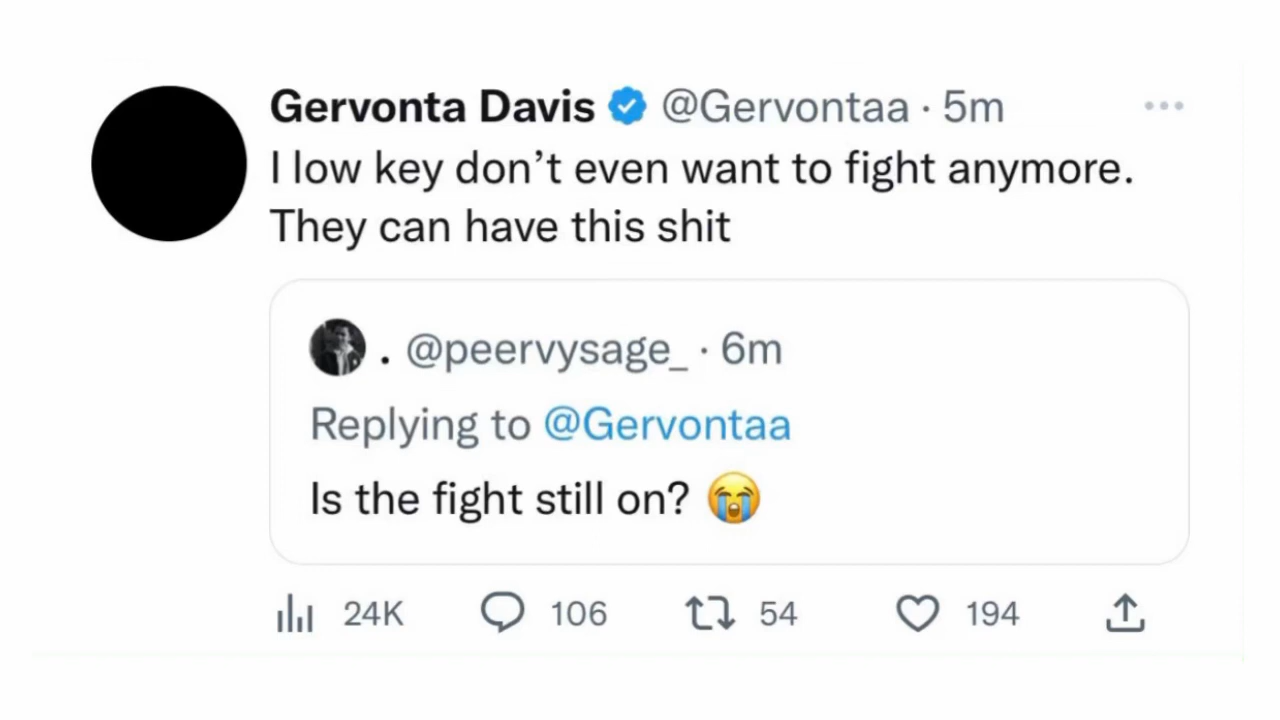 Gervonta Davis @Gervontaa · 5m
I low key don’t even want to fight anymore.
They can have this shit
. @peervysage_ · 6m
Replying to @Gervontaa
Is the fight still on? 😭
24K 106 54 194